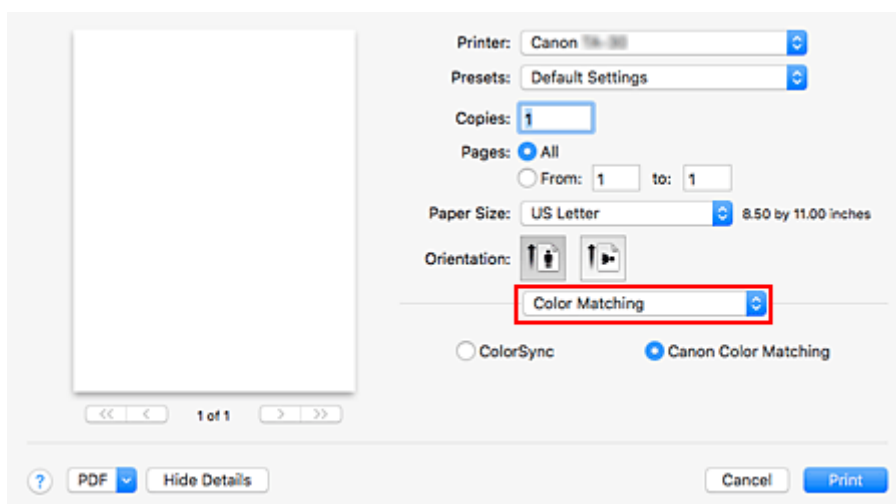 Printer: Canon
Presets: Default Settings
Copies: 1
Pages: All
From: 1 to: 1
Paper Size: US Letter 8.50 by 11.00 inches
Orientation:
Color Matching
ColorSync Canon Color Matching
<< < 1 of 1 > >>
? PDF Hide Details Cancel Print